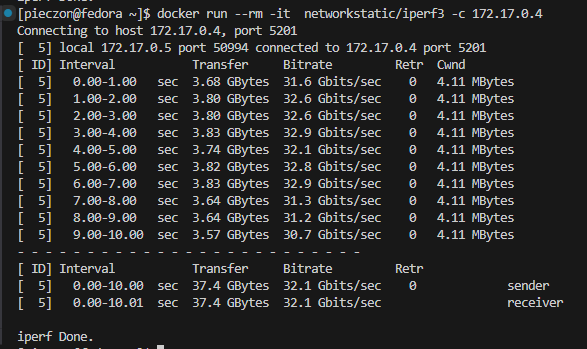 [pieczon@fedora ~]$ docker run --rm -it  networkstatic/iperf3 -c 172.17.0.4
Connecting to host 172.17.0.4, port 5201
[  5] local 172.17.0.5 port 50994 connected to 172.17.0.4 port 5201
[ ID] Interval           Transfer     Bitrate         Retr  Cwnd
[  5]   0.00-1.00   sec  3.68 GBytes  31.6 Gbits/sec    0   4.11 MBytes
[  5]   1.00-2.00   sec  3.80 GBytes  32.6 Gbits/sec    0   4.11 MBytes
[  5]   2.00-3.00   sec  3.80 GBytes  32.6 Gbits/sec    0   4.11 MBytes
[  5]   3.00-4.00   sec  3.83 GBytes  32.9 Gbits/sec    0   4.11 MBytes
[  5]   4.00-5.00   sec  3.74 GBytes  32.1 Gbits/sec    0   4.11 MBytes
[  5]   5.00-6.00   sec  3.82 GBytes  32.8 Gbits/sec    0   4.11 MBytes
[  5]   6.00-7.00   sec  3.83 GBytes  32.9 Gbits/sec    0   4.11 MBytes
[  5]   7.00-8.00   sec  3.64 GBytes  31.3 Gbits/sec    0   4.11 MBytes
[  5]   8.00-9.00   sec  3.64 GBytes  31.2 Gbits/sec    0   4.11 MBytes
[  5]   9.00-10.00  sec  3.57 GBytes  30.7 Gbits/sec    0   4.11 MBytes
- - - - - - - - - - - - - - - - - - - - - - - - -
[ ID] Interval           Transfer     Bitrate         Retr
[  5]   0.00-10.00  sec  37.4 GBytes  32.1 Gbits/sec    0             sender
[  5]   0.00-10.01  sec  37.4 GBytes  32.1 Gbits/sec                  receiver
iperf Done.